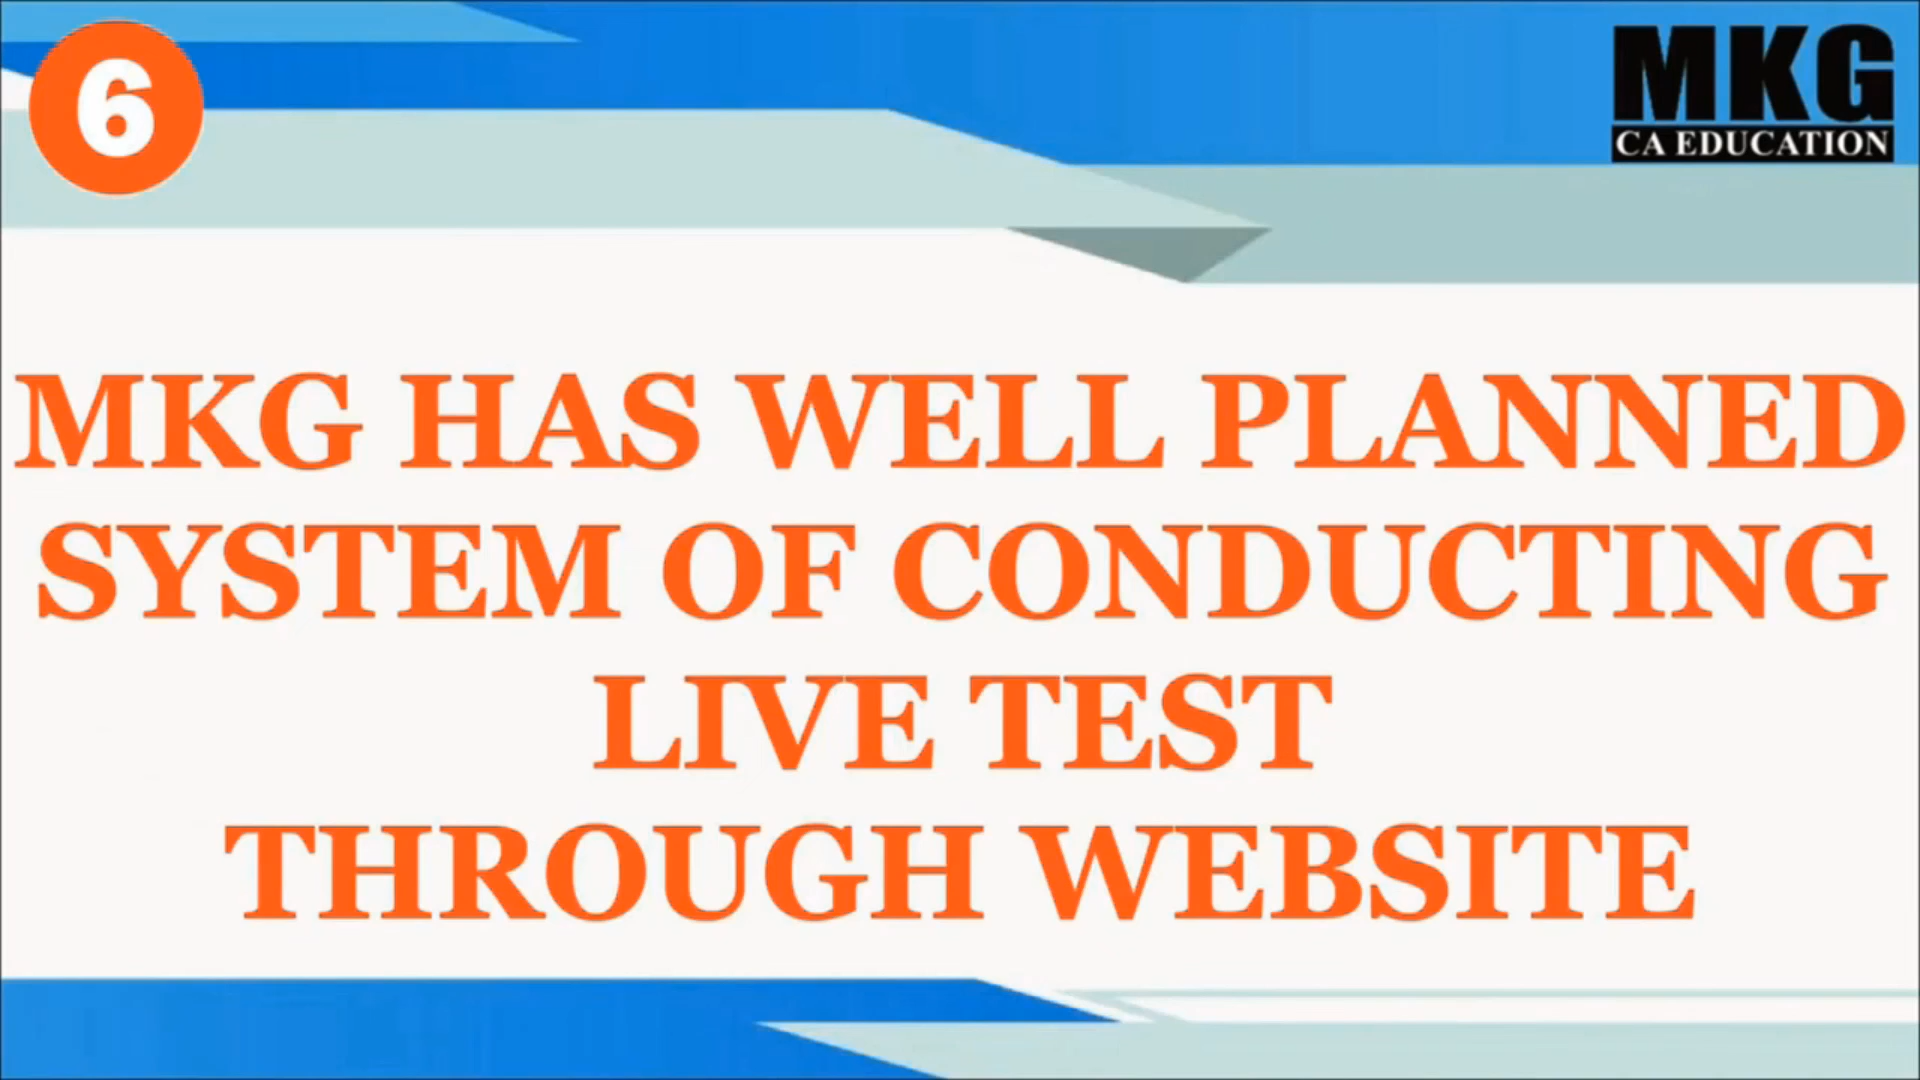 6
MKG
CA EDUCATION
MKG HAS WELL PLANNED
SYSTEM OF CONDUCTING
LIVE TEST
THROUGH WEBSITE